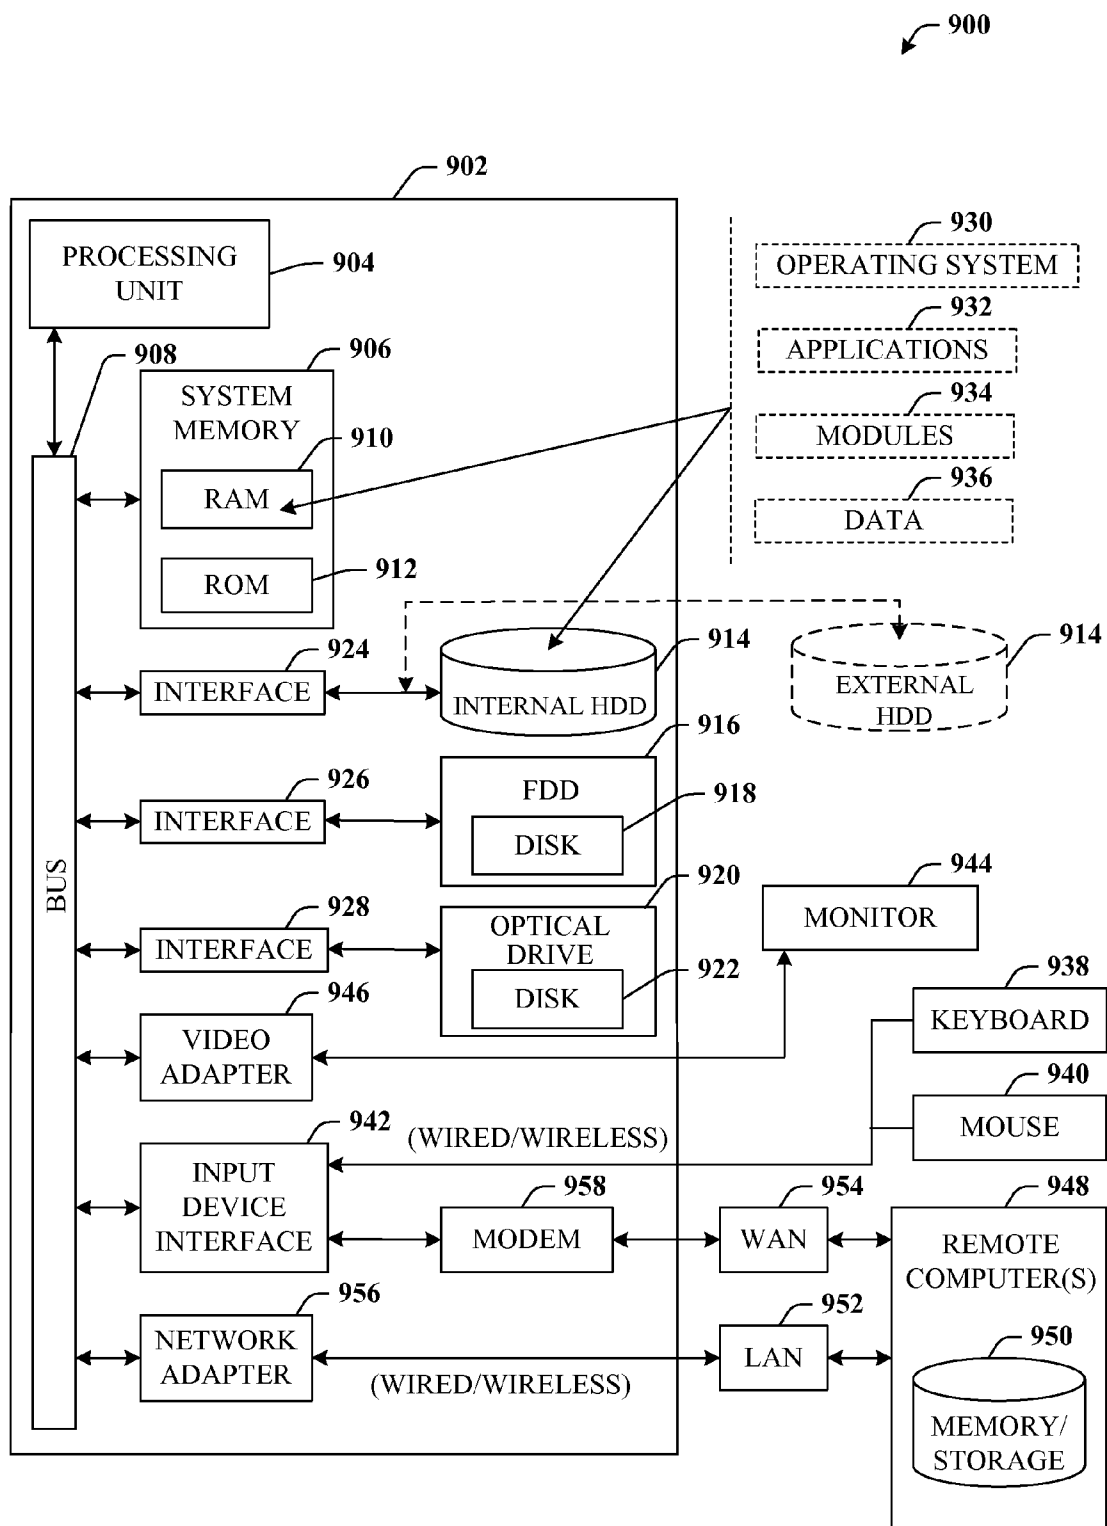 900
902
PROCESSING
UNIT
904
908
906
SYSTEM
MEMORY
910
RAM
912
ROM
930
OPERATING SYSTEM
932
APPLICATIONS
934
MODULES
936
DATA
924
INTERFACE
914
INTERNAL HDD
914
EXTERNAL
HDD
916
926
INTERFACE
FDD
918
DISK
BUS
920
928
INTERFACE
OPTICAL
DRIVE
922
DISK
944
MONITOR
946
VIDEO
ADAPTER
938
KEYBOARD
940
MOUSE
942
(WIRED/WIRELESS)
INPUT
DEVICE
INTERFACE
958
MODEM
954
WAN
948
REMOTE
COMPUTER(S)
956
NETWORK
ADAPTER
(WIRED/WIRELESS)
952
LAN
950
MEMORY/
STORAGE